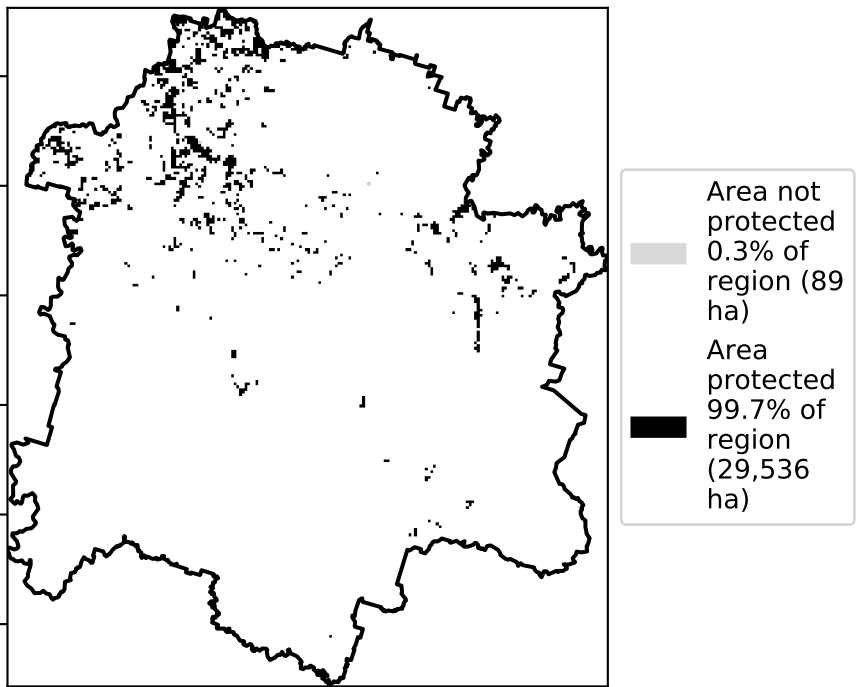 Area not
protected
0.3% of
region (89
ha)
Area
protected
99.7% of
region
(29,536
ha)